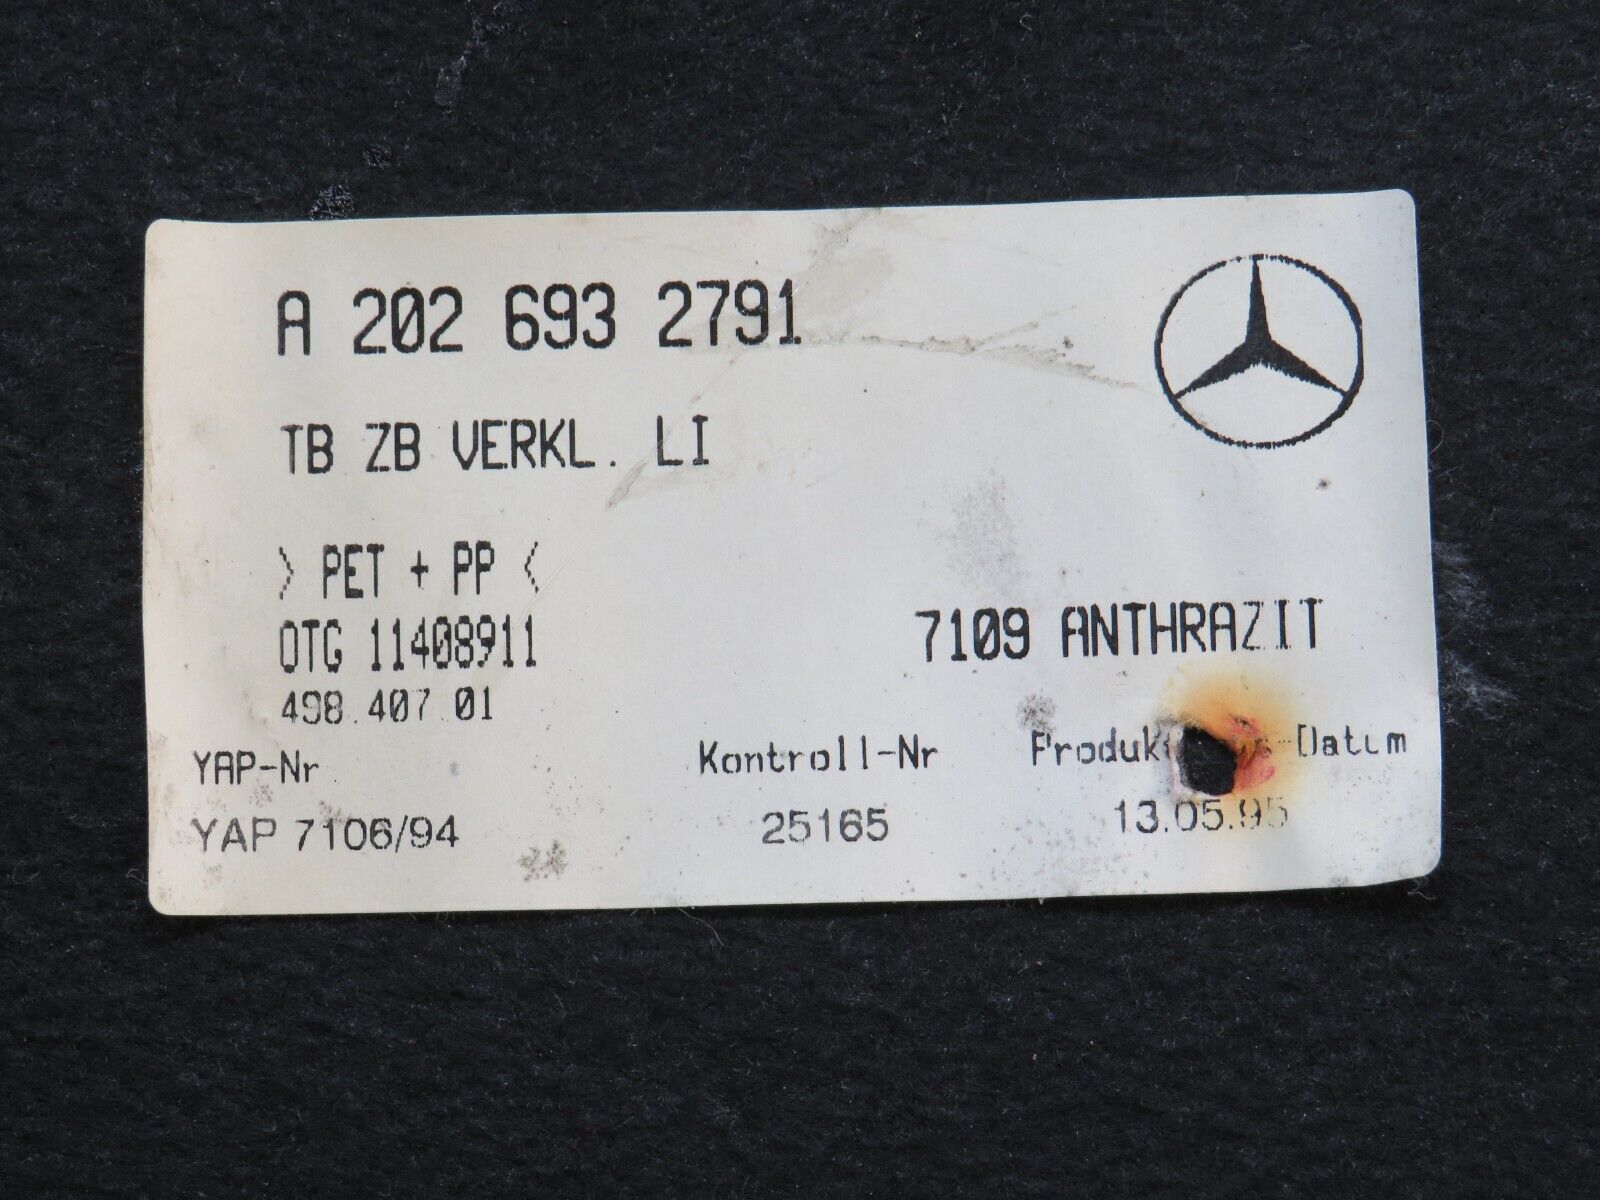 A 202 693 2791
TB ZB VERKL. LI
> PET + PP <
OTG 11408911
7109 ANTHRAZIT
498.407.01
YAP-Nr Kontroll-Nr -Datum
YAP 7106/94 25165 13.05.95